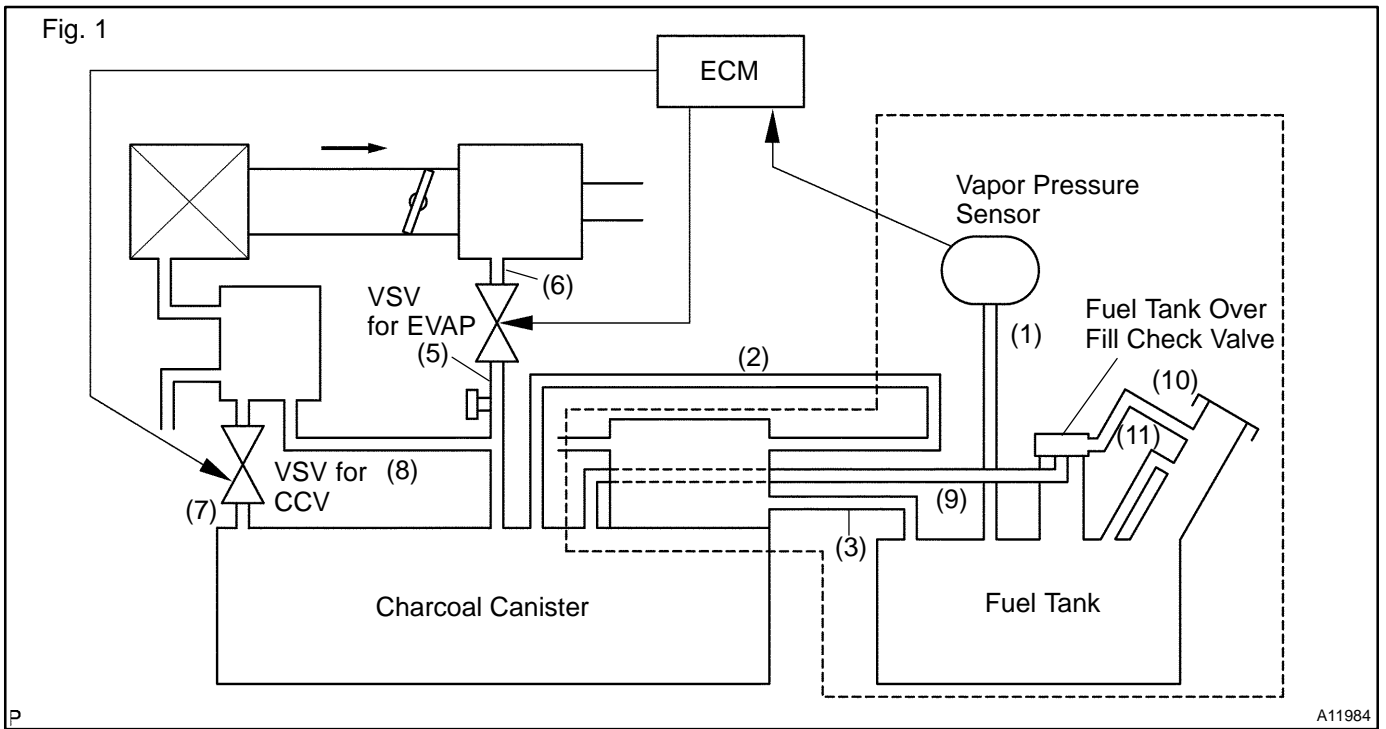 Fig. 1
ECM
Vapor Pressure
Sensor
(6)
VSV
for EVAP
(5)
(1)
Fuel Tank Over
Fill Check Valve
(2)
(10)
(11)
(8)
VSV for
CCV
(7)
(9)
(3)
Charcoal Canister
Fuel Tank
P
A11984